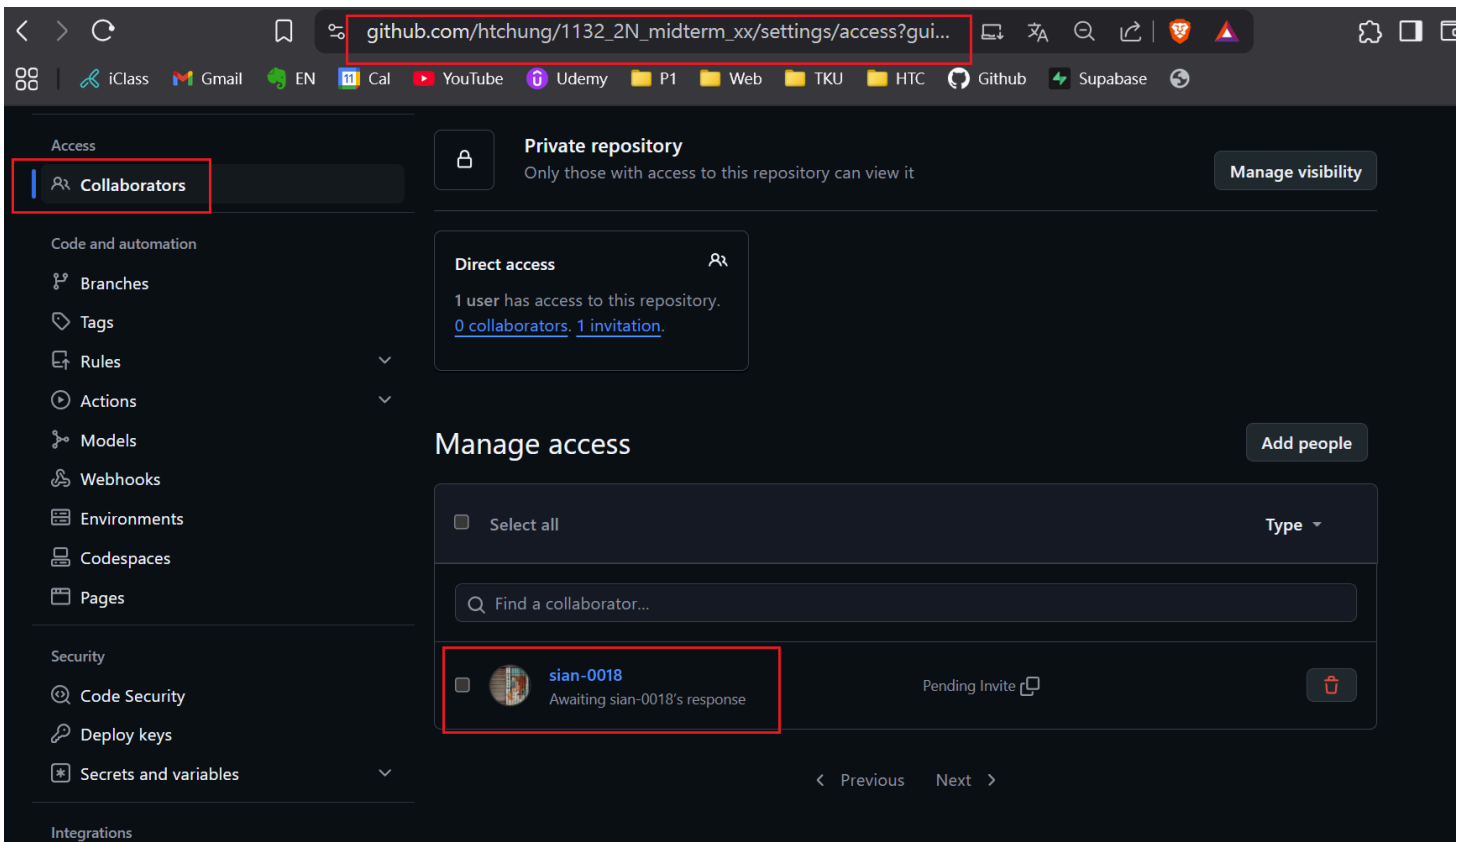 github.com/htchung/1132_2N_midterm_xx/settings/access?gui...
iClass Gmail EN 11 Cal YouTube Udemy P1 Web TKU HTC Github Supabase
Access
Collaborators
Code and automation
Branches
Tags
Rules
Actions
Models
Webhooks
Environments
Codespaces
Pages
Security
Code Security
Deploy keys
Secrets and variables
Integrations
Private repository
Only those with access to this repository can view it
Manage visibility
Direct access
1 user has access to this repository.
0 collaborators. 1 invitation.
Manage access
Add people
Select all
Type
Find a collaborator...
sian-0018
Awaiting sian-0018's response
Pending Invite
Previous Next